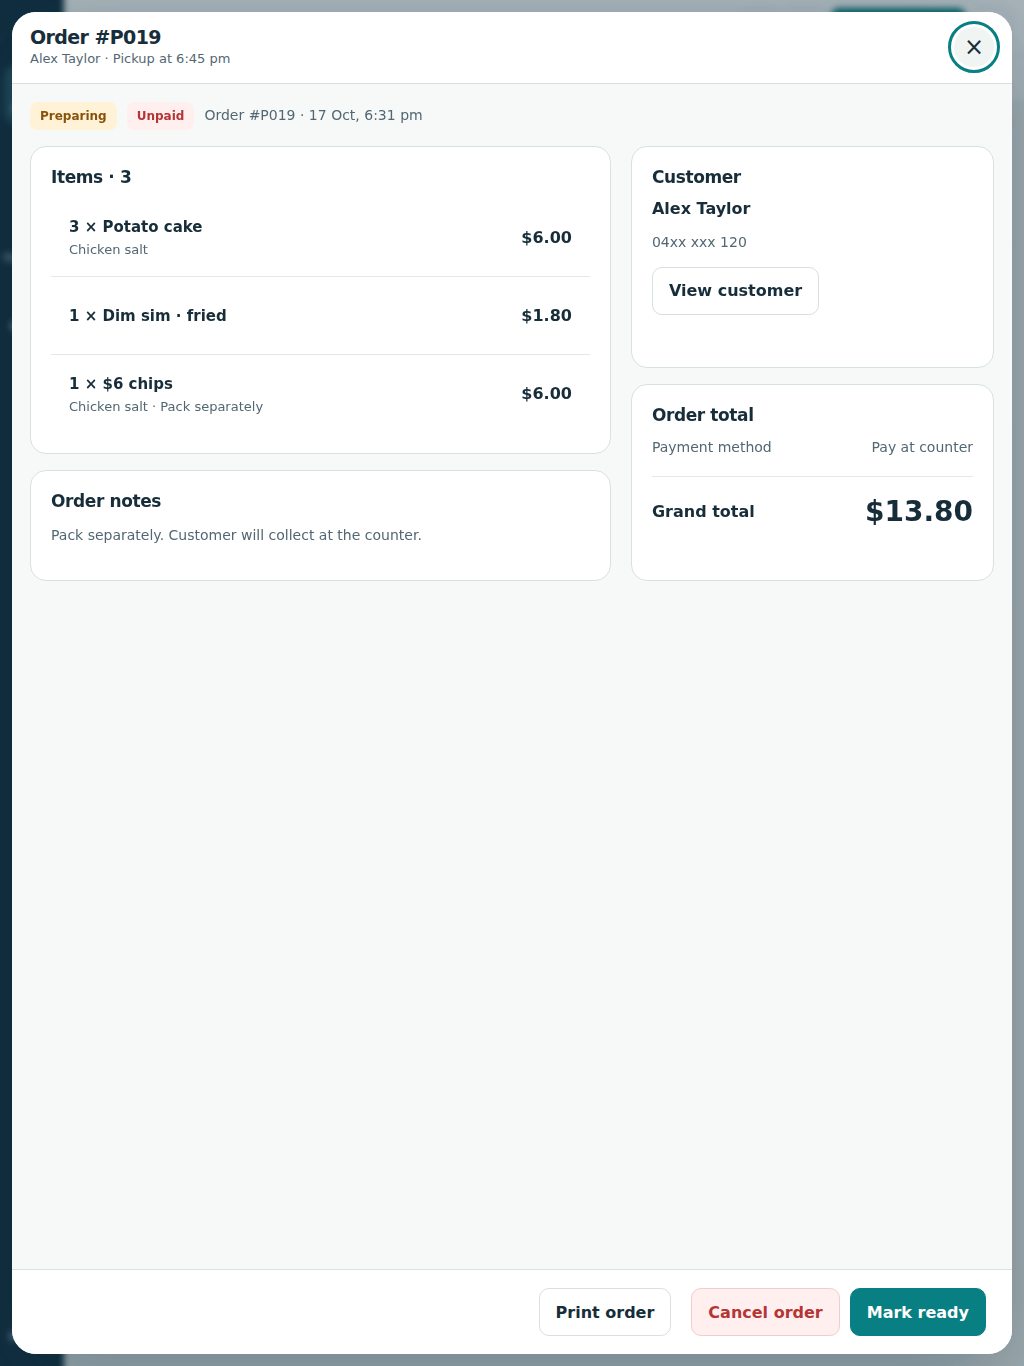 Order #P019
Alex Taylor · Pickup at 6:45 pm
Preparing
Unpaid
Order #P019 · 17 Oct, 6:31 pm
Items · 3
3 × Potato cake
Chicken salt
$6.00
1 × Dim sim · fried
$1.80
1 × $6 chips
Chicken salt · Pack separately
$6.00
Order notes
Pack separately. Customer will collect at the counter.
Customer
Alex Taylor
04xx xxx 120
View customer
Order total
Payment method
Pay at counter
Grand total
$13.80
Print order
Cancel order
Mark ready